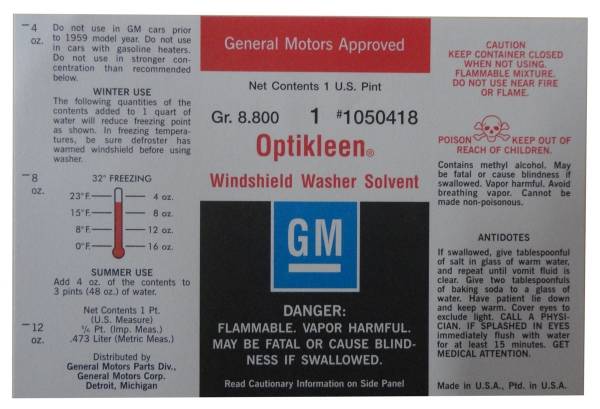 4 oz.
Do not use in GM cars prior
to 1959 model year. Do not use
in cars with gasoline heaters.
Do not use in stronger con-
centration than recommended
below.
WINTER USE
The following quantities of the
contents added to 1 quart of
water will reduce freezing point
as shown. In freezing tempera-
tures, be sure defroster has
warmed windshield before using
washer.
8 oz.
32° FREEZING
23°F. 4 oz.
15°F. 8 oz.
8°F. 12 oz.
0°F. 16 oz.
SUMMER USE
Add 4 oz. of the contents to
3 pints (48 oz.) of water.
Net Contents 1 Pt.
(U.S. Measure)
12 oz.
⅘ Pt. (Imp. Meas.)
.473 Liter (Metric Meas.)
Distributed by
General Motors Parts Div.,
General Motors Corp.
Detroit, Michigan
General Motors Approved
Net Contents 1 U.S. Pint
Gr. 8.800 1 #1050418
Optikleen®
Windshield Washer Solvent
GM
DANGER:
FLAMMABLE. VAPOR HARMFUL.
MAY BE FATAL OR CAUSE BLIND-
NESS IF SWALLOWED.
Read Cautionary Information on Side Panel
CAUTION
KEEP CONTAINER CLOSED
WHEN NOT USING.
FLAMMABLE MIXTURE.
DO NOT USE NEAR FIRE
OR FLAME.
POISON KEEP OUT OF
REACH OF CHILDREN.
Contains methyl alcohol. May
be fatal or cause blindness if
swallowed. Vapor harmful. Avoid
breathing vapor. Cannot be
made non-poisonous.
ANTIDOTES
If swallowed, give tablespoonful
of salt in glass of warm water,
and repeat until vomit fluid is
clear. Give two tablespoonfuls
of baking soda to a glass of
water. Have patient lie down
and keep warm. Cover eyes to
exclude light. CALL A PHYSI-
CIAN. IF SPLASHED IN EYES
immediately flush with water
for at least 15 minutes. GET
MEDICAL ATTENTION.
Made in U.S.A., Ptd. in U.S.A.